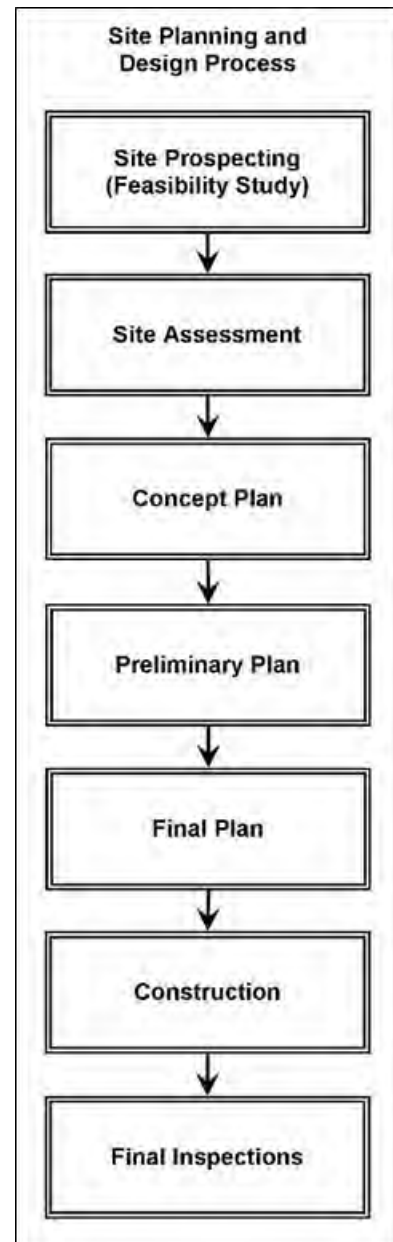 Site Planning and
Design Process
Site Prospecting
(Feasibility Study)
Site Assessment
Concept Plan
Preliminary Plan
Final Plan
Construction
Final Inspections